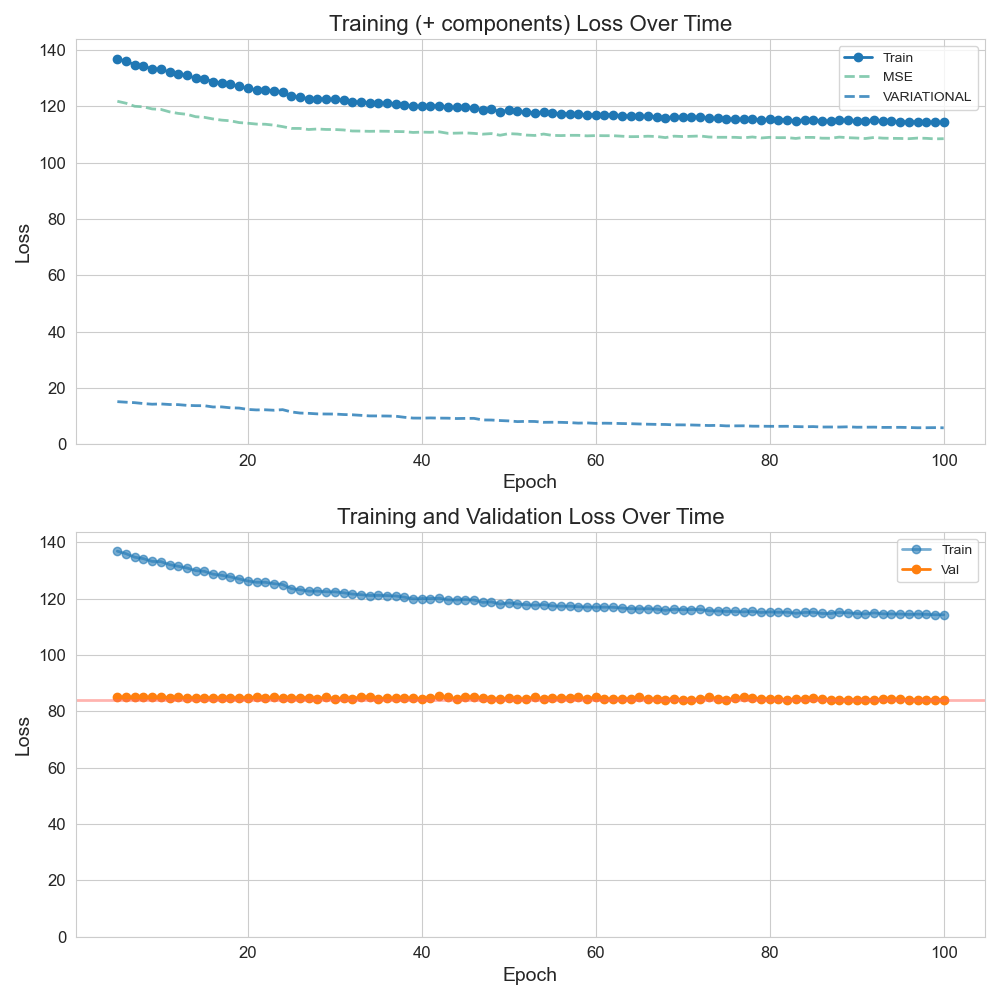 Training (+ components) Loss Over Time
140
120
100
80
60
40
20
0
Loss
Train
MSE
VARIATIONAL
20 40 60 80 100
Epoch
Training and Validation Loss Over Time
140
120
100
80
60
40
20
0
Loss
Train
Val
20 40 60 80 100
Epoch